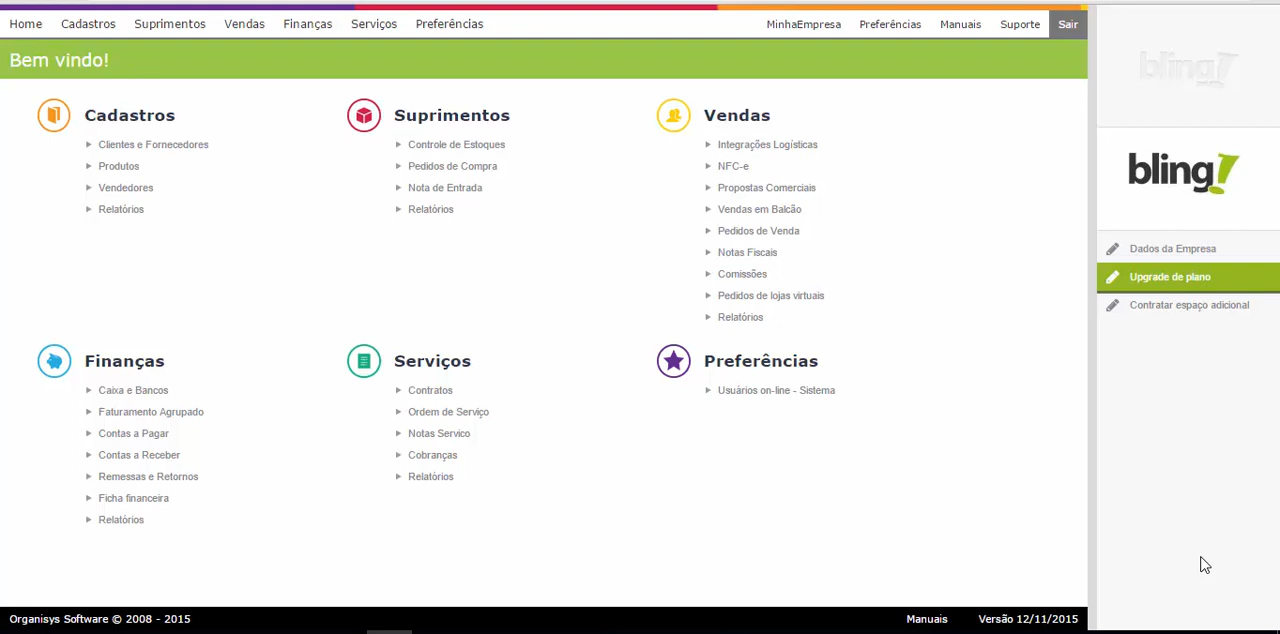 Home Cadastros Suprimentos Vendas Finanças Serviços Preferências MinhaEmpresa Preferências Manuais Suporte Sair
Bem vindo!
Cadastros
Clientes e Fornecedores
Produtos
Vendedores
Relatórios
Suprimentos
Controle de Estoques
Pedidos de Compra
Nota de Entrada
Relatórios
Vendas
Integrações Logísticas
NFC-e
Propostas Comerciais
Vendas em Balcão
Pedidos de Venda
Notas Fiscais
Comissões
Pedidos de lojas virtuais
Relatórios
Finanças
Caixa e Bancos
Faturamento Agrupado
Contas a Pagar
Contas a Receber
Remessas e Retornos
Ficha financeira
Relatórios
Serviços
Contratos
Ordem de Serviço
Notas Servico
Cobranças
Relatórios
Preferências
Usuários on-line - Sistema
bling!
bling!
Dados da Empresa
Upgrade de plano
Contratar espaço adicional
Organisys Software © 2008 - 2015 Manuais Versão 12/11/2015